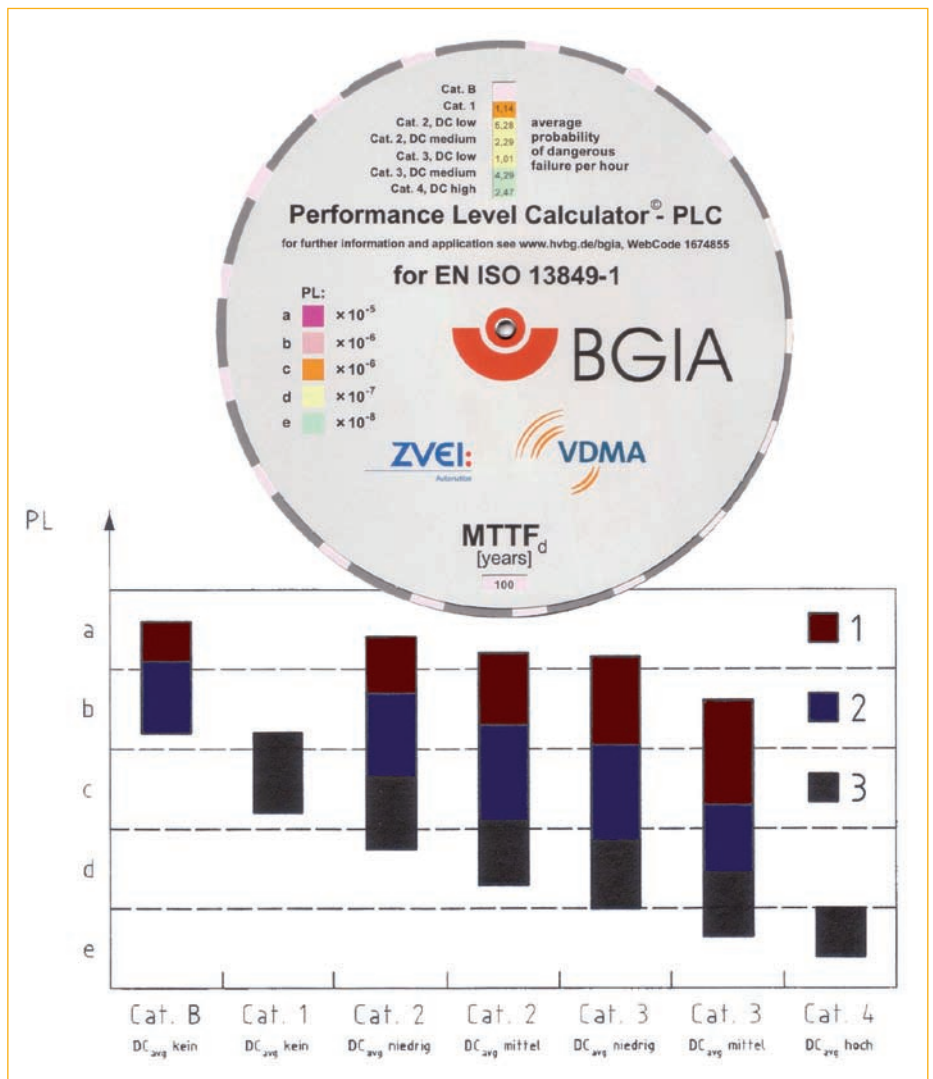 Cat. B
Cat. 1 1,14
Cat. 2, DC low 5,28 average
Cat. 2, DC medium 2,29 probability
Cat. 3, DC low 1,01 of dangerous
Cat. 3, DC medium 4,29 failure per hour
Cat. 4, DC high 2,47
Performance Level Calculator© - PLC
for further information and application see www.hvbg.de/bgia, WebCode 1674855
for EN ISO 13849-1
PL:
a ×10-5
b ×10-6
c ×10-6
d ×10-7
e ×10-8
BGIA
ZVEI:
Automation
VDMA
MTTFd
[years]
100
PL
a
b
c
d
e
1
2
3
Cat. B Cat. 1 Cat. 2 Cat. 2 Cat. 3 Cat. 3 Cat. 4
DCavg kein DCavg kein DCavg niedrig DCavg mittel DCavg niedrig DCavg mittel DCavg hoch